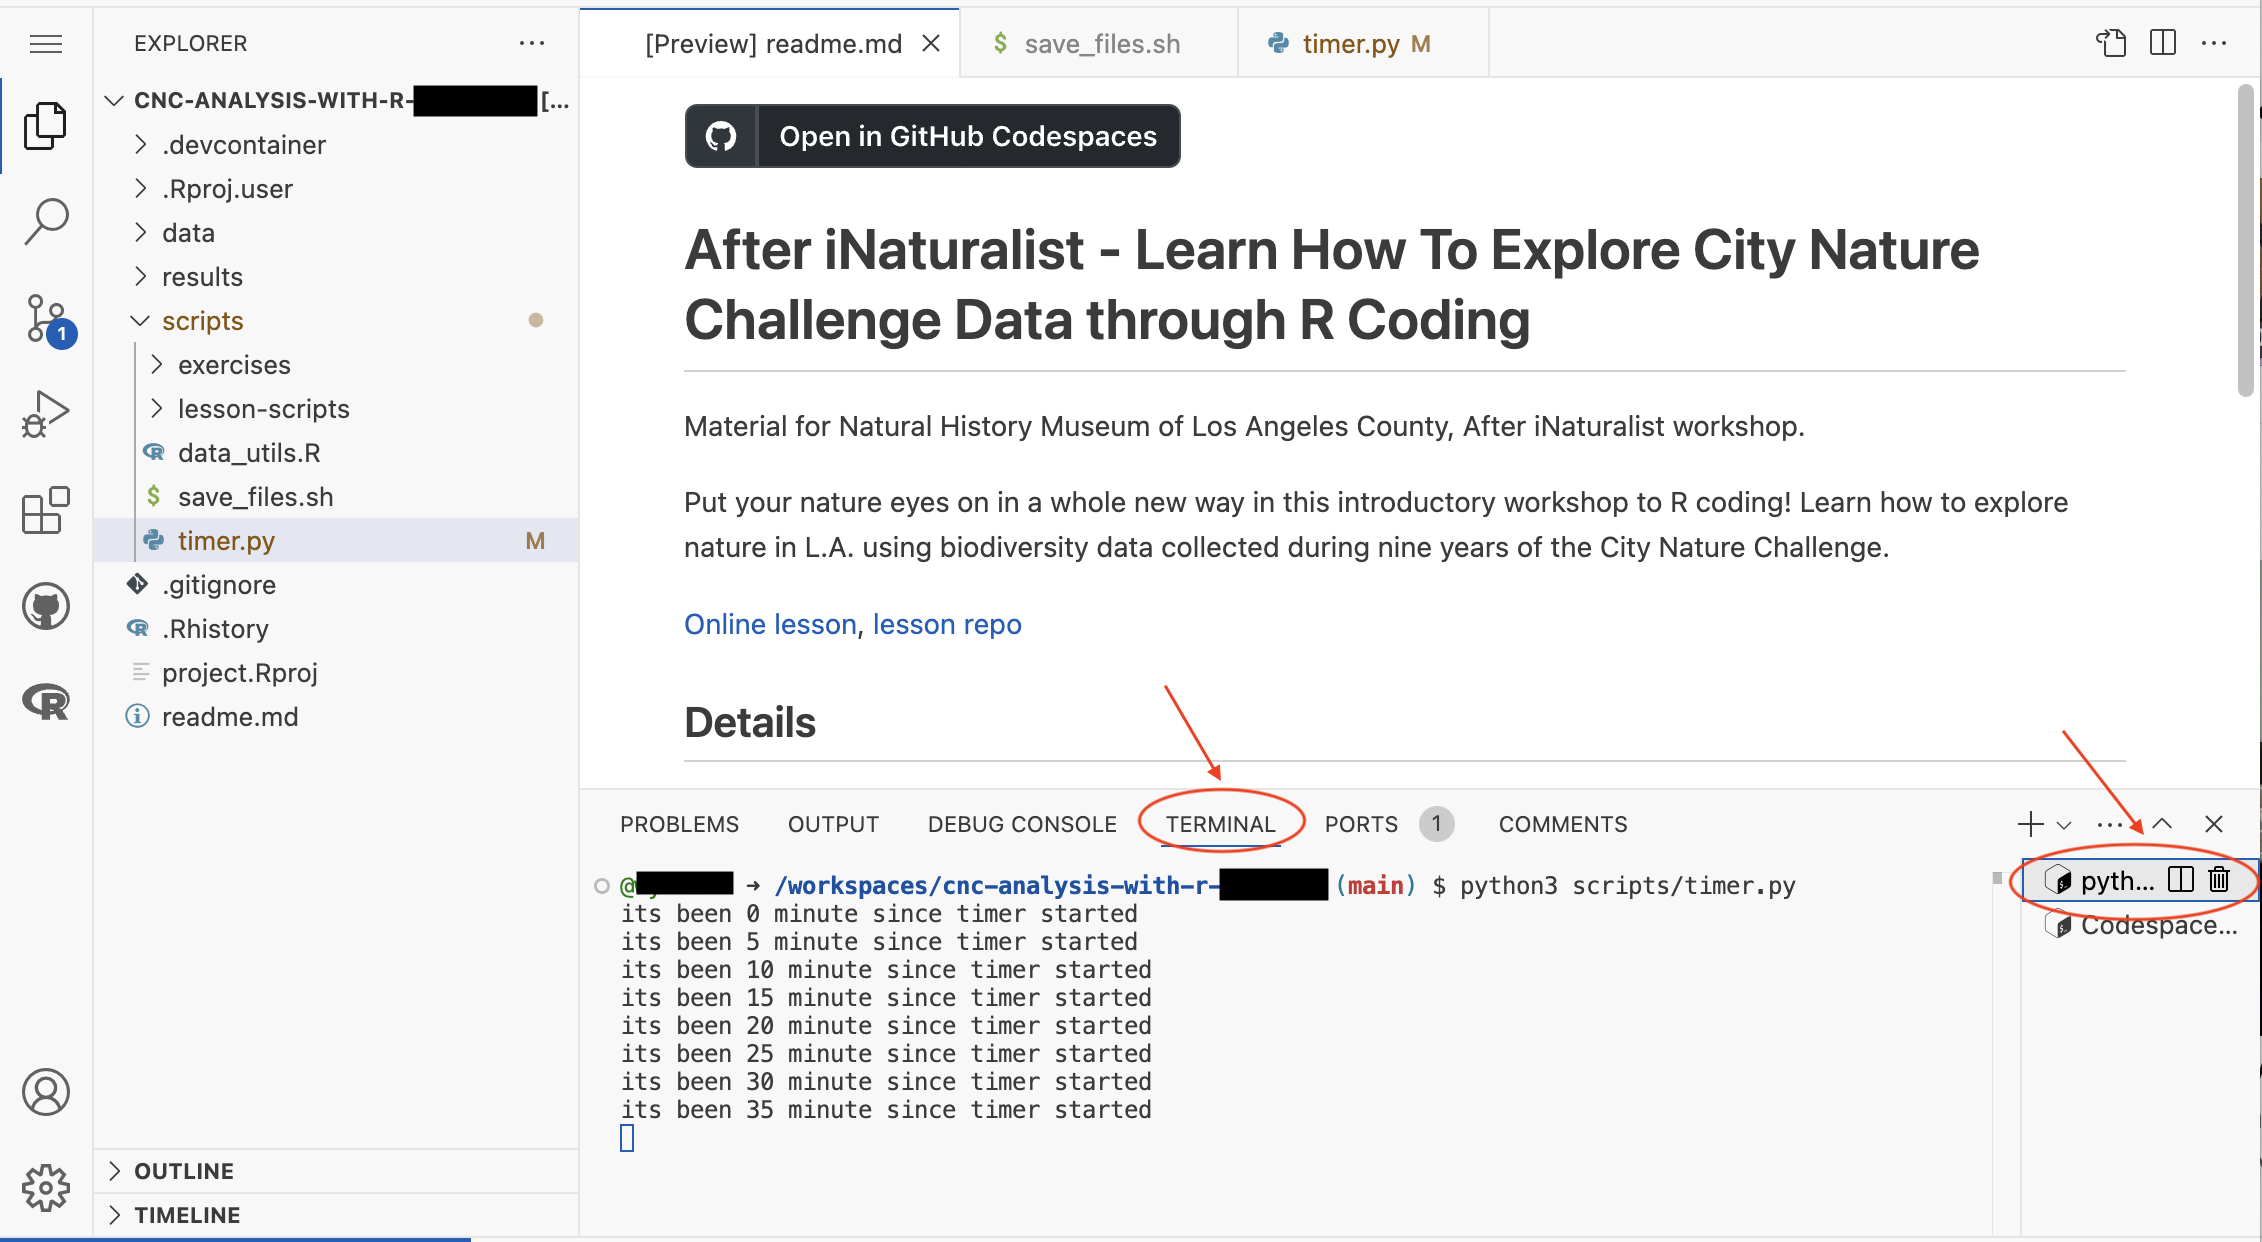 EXPLORER
CNC-ANALYSIS-WITH-R- [...
.devcontainer
.Rproj.user
data
results
scripts
exercises
lesson-scripts
data_utils.R
$ save_files.sh
timer.py M
.gitignore
.Rhistory
project.Rproj
readme.md
OUTLINE
TIMELINE
1
[Preview] readme.md
$ save_files.sh
timer.py M
Open in GitHub Codespaces
After iNaturalist - Learn How To Explore City Nature
Challenge Data through R Coding
Material for Natural History Museum of Los Angeles County, After iNaturalist workshop.
Put your nature eyes on in a whole new way in this introductory workshop to R coding! Learn how to explore
nature in L.A. using biodiversity data collected during nine years of the City Nature Challenge.
Online lesson, lesson repo
Details
PROBLEMS OUTPUT DEBUG CONSOLE TERMINAL PORTS 1 COMMENTS
@ → /workspaces/cnc-analysis-with-r- (main) $ python3 scripts/timer.py
its been 0 minute since timer started
its been 5 minute since timer started
its been 10 minute since timer started
its been 15 minute since timer started
its been 20 minute since timer started
its been 25 minute since timer started
its been 30 minute since timer started
its been 35 minute since timer started
pyth...
Codespace...